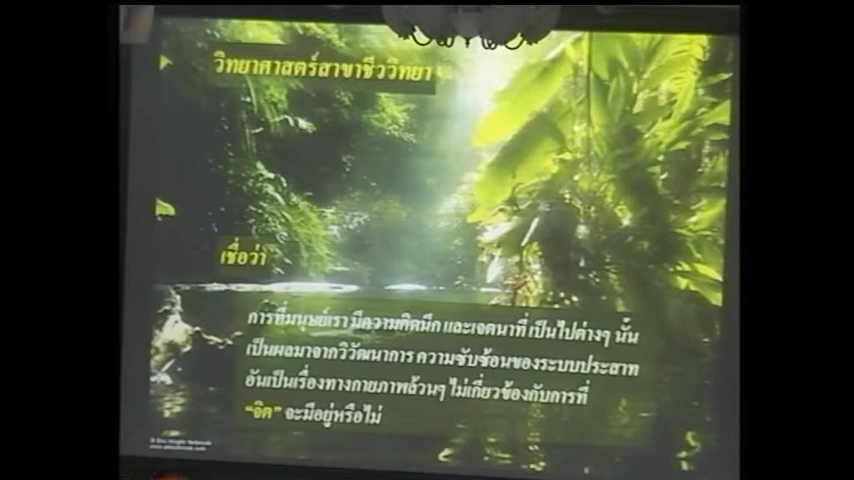 วิทยาศาสตร์สาขาชีววิทยา
เชื่อว่า
การที่มนุษย์เรา มีความคิดนึก และเจตนาที่ เป็นไปต่างๆ นั้น
เป็นผลมาจากวิวัฒนาการ ความซับซ้อนของระบบประสาท
อันเป็นเรื่องทางกายภาพล้วนๆ ไม่เกี่ยวข้องกับการที่
"จิต" จะมีอยู่หรือไม่